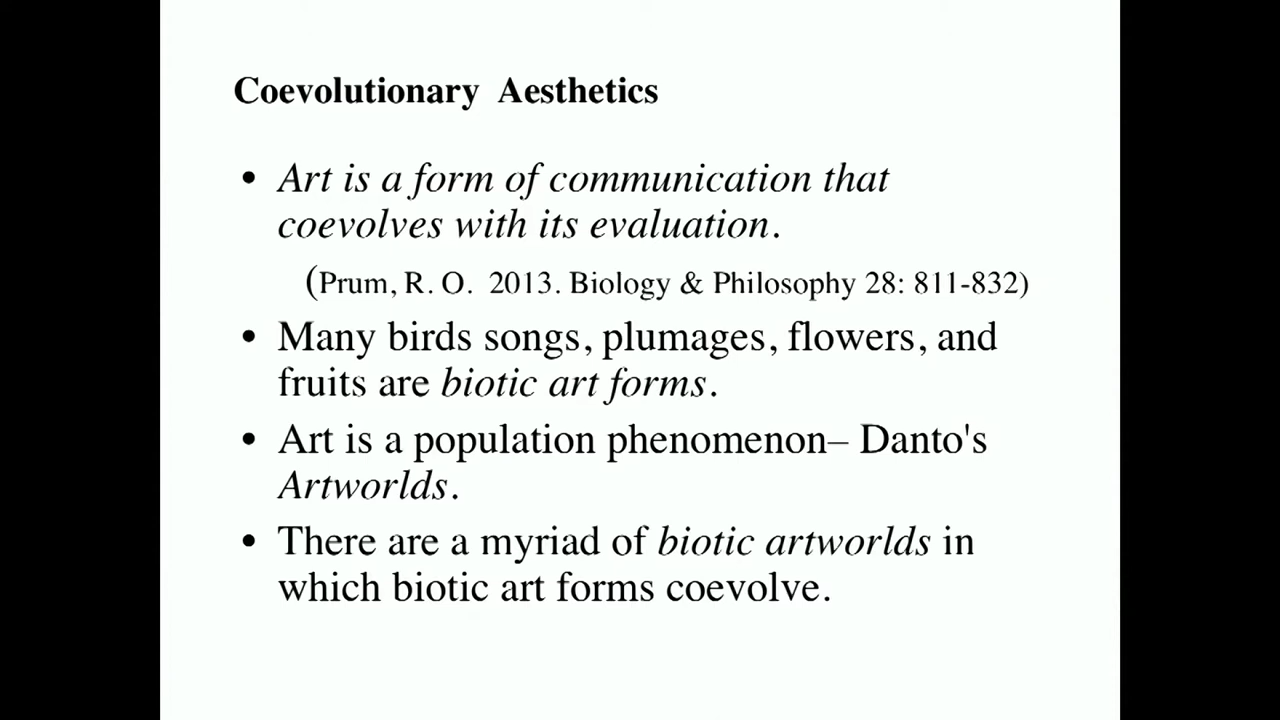 Coevolutionary Aesthetics
• Art is a form of communication that
coevolves with its evaluation.
(Prum, R. O. 2013. Biology & Philosophy 28: 811-832)
• Many birds songs, plumages, flowers, and
fruits are biotic art forms.
• Art is a population phenomenon– Danto's
Artworlds.
• There are a myriad of biotic artworlds in
which biotic art forms coevolve.